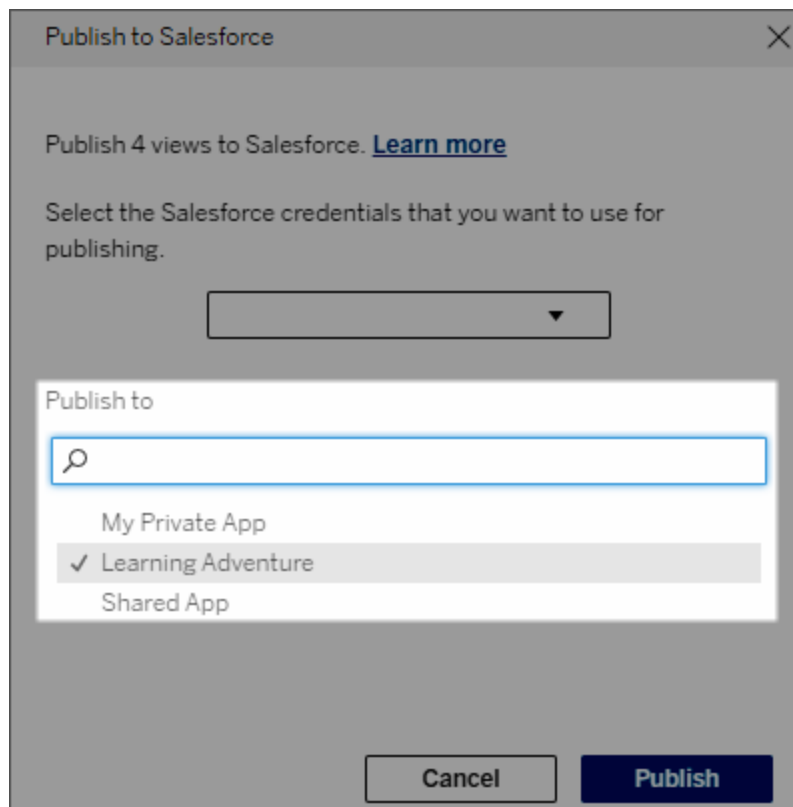 Publish to Salesforce
Publish 4 views to Salesforce. Learn more
Select the Salesforce credentials that you want to use for
publishing.
Publish to
My Private App
Learning Adventure
Shared App
Cancel
Publish